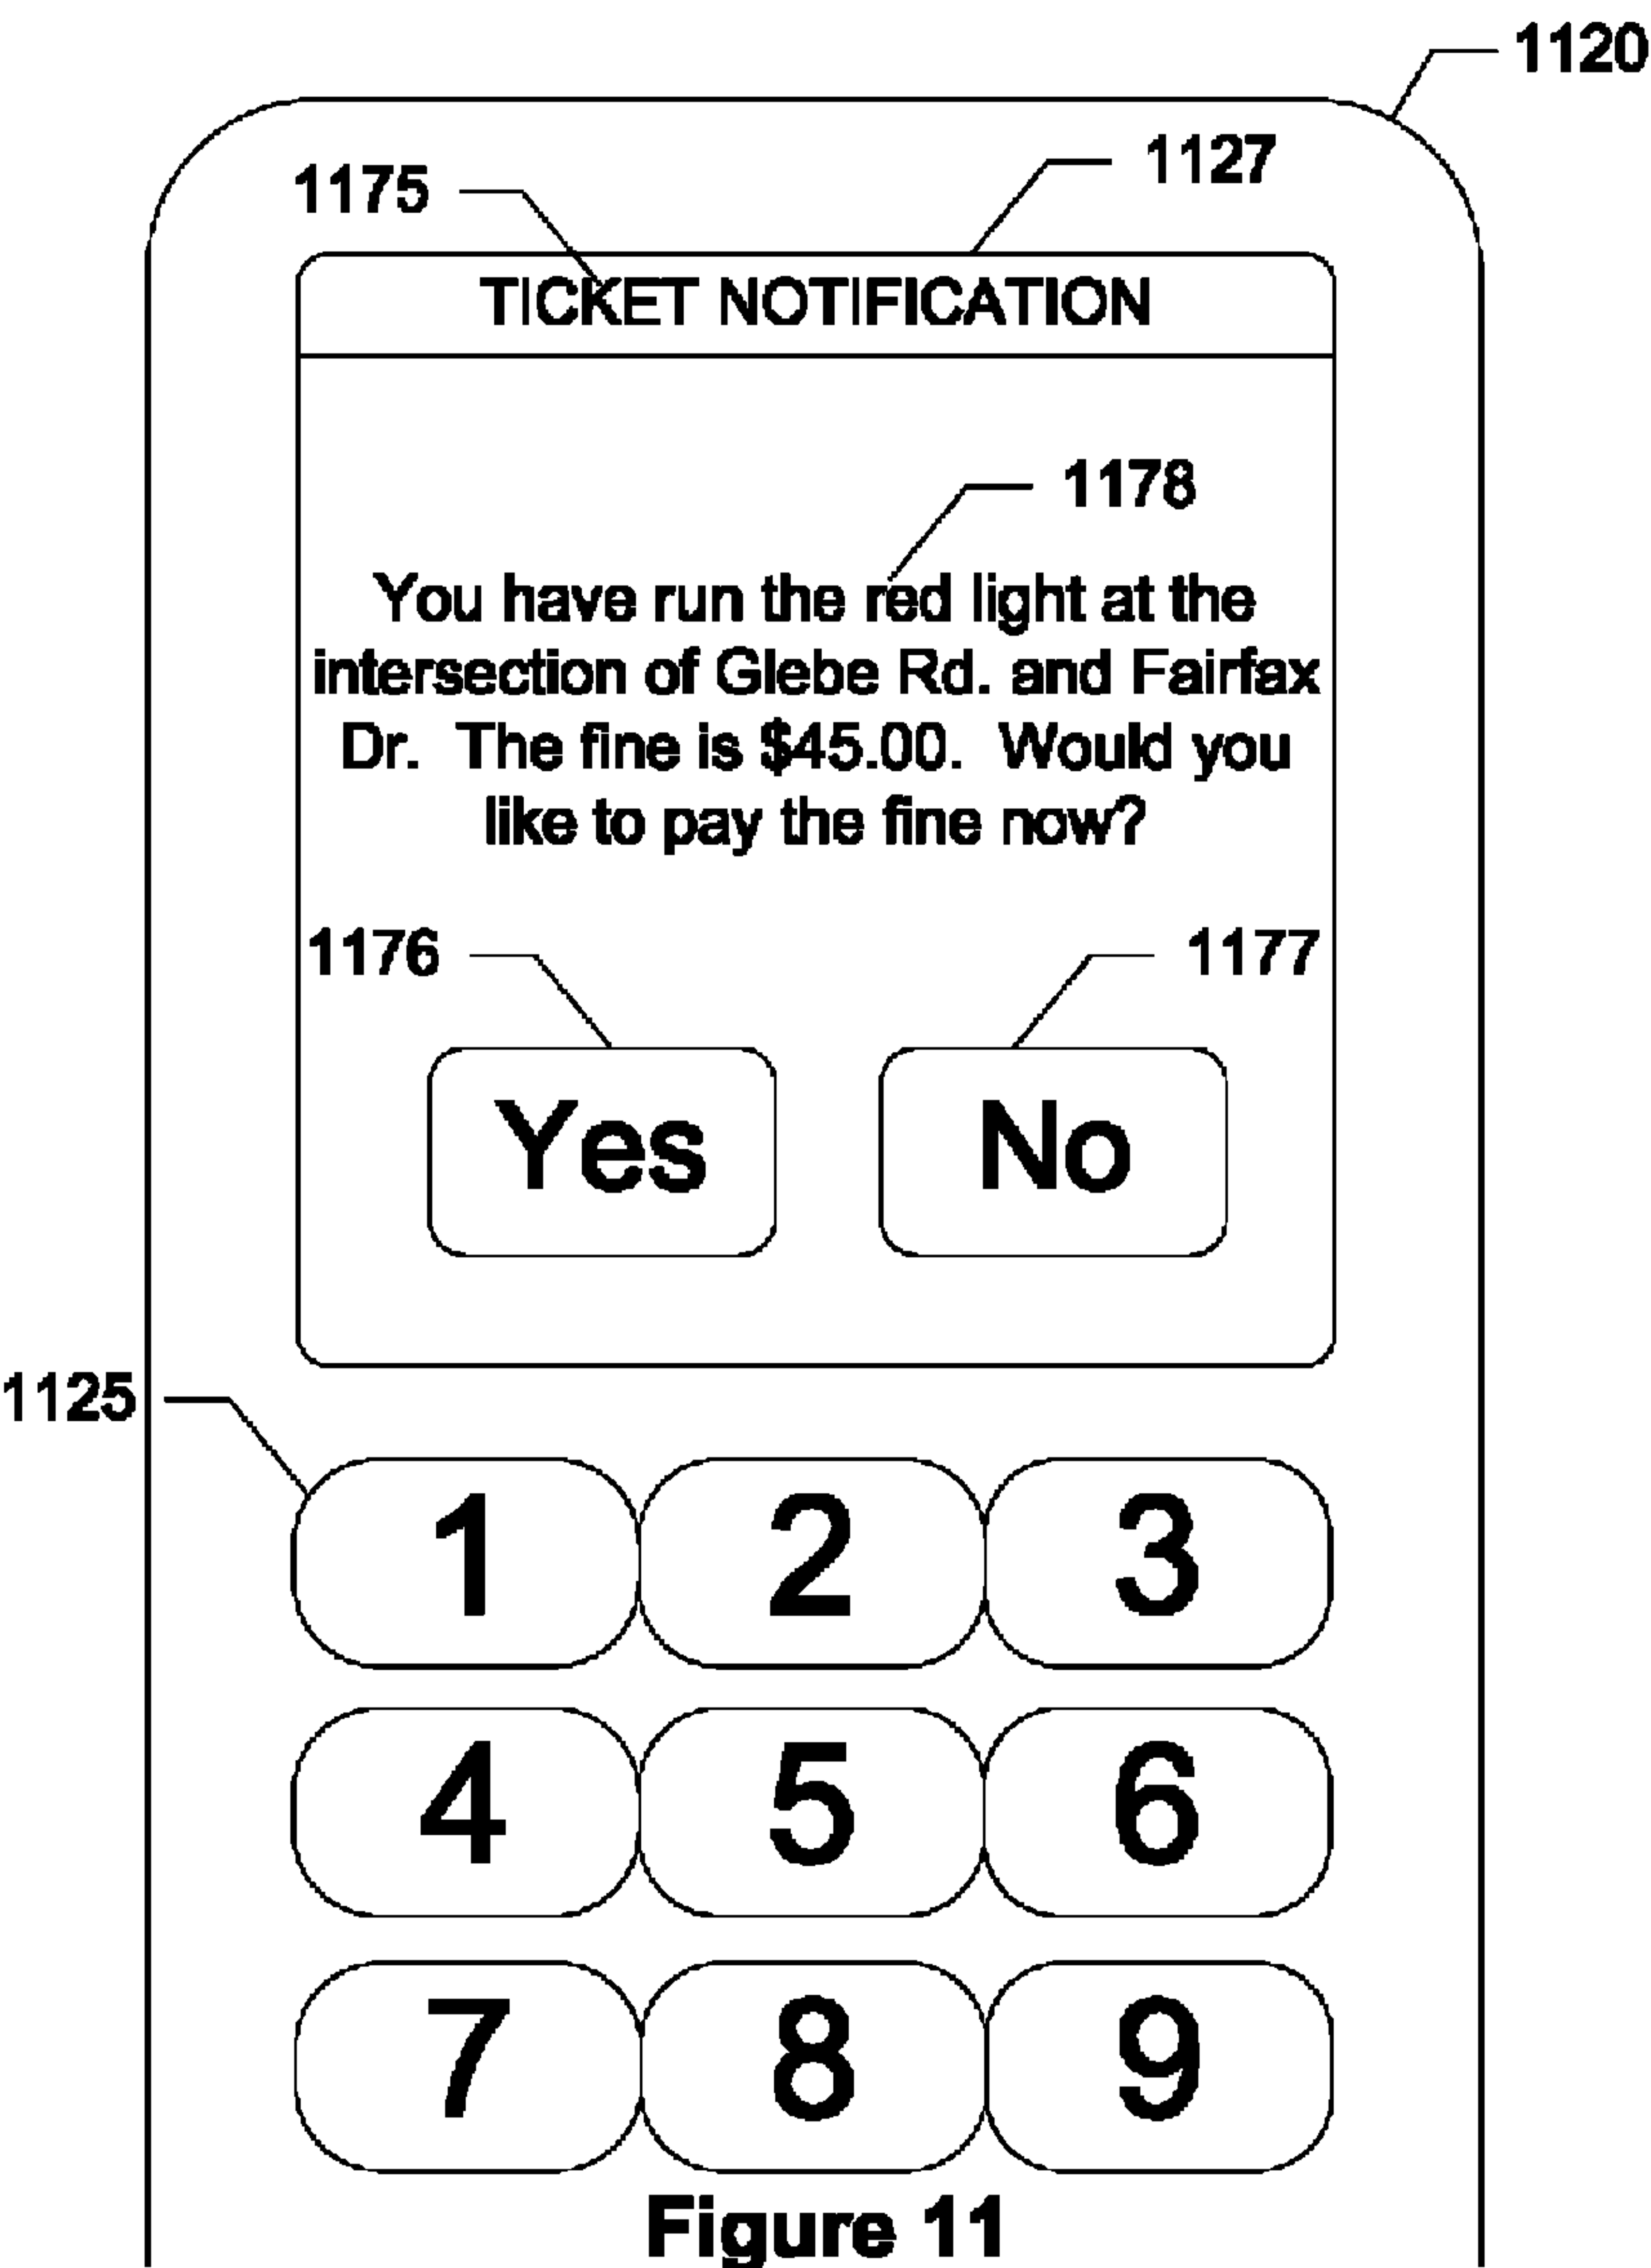 1120
1127
1175
TICKET NOTIFICATION
1178
You have run the red light at the
intersection of Glebe Rd. and Fairfax
Dr.  The fine is $45.00.  Would you
like to pay the fine now?
1176 1177
Yes No
1125
1 2 3
4 5 6
7 8 9
Figure 11